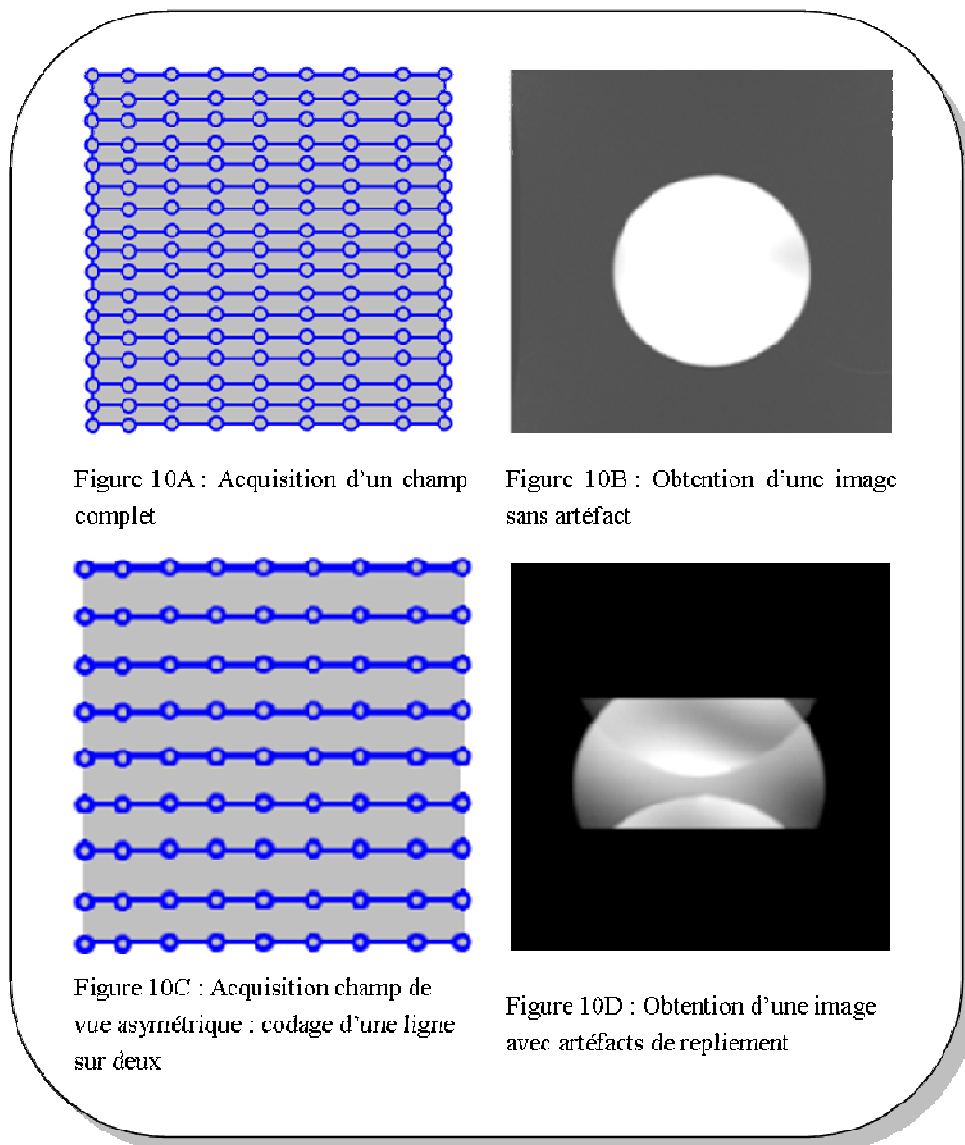 Figure 10A : Acquisition d'un champ
complet
Figure 10B : Obtention d'une image
sans artéfact
Figure 10C : Acquisition champ de
vue asymétrique : codage d'une ligne
sur deux
Figure 10D : Obtention d'une image
avec artéfacts de repliement